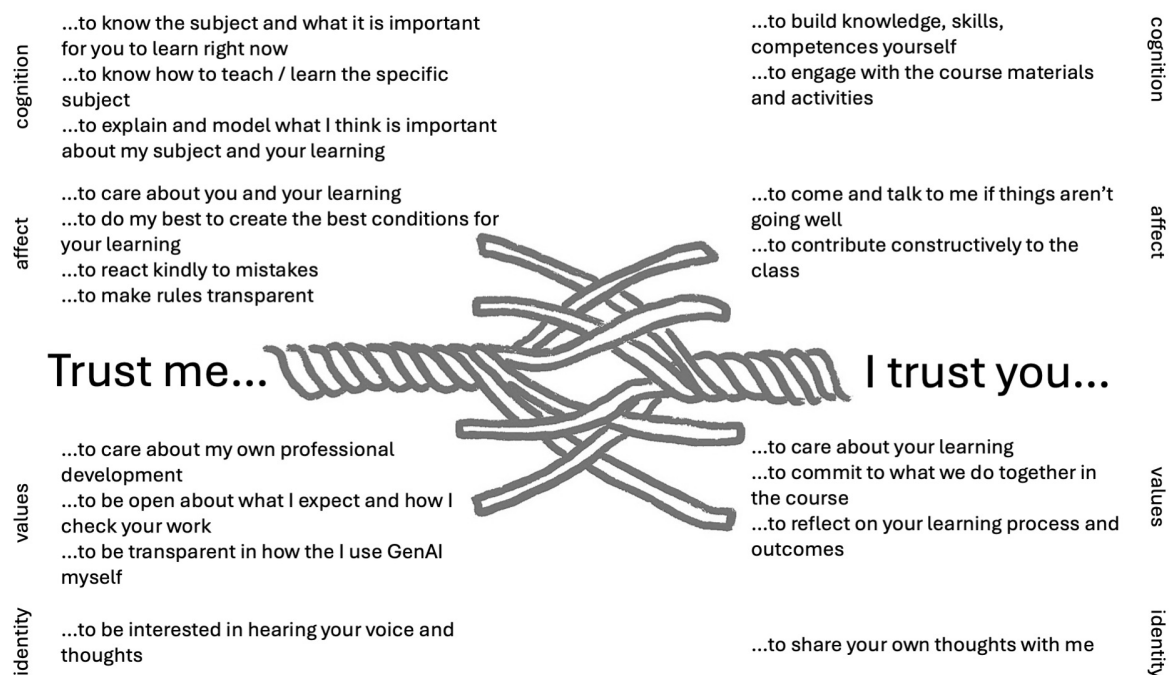 cognition
...to know the subject and what it is important
for you to learn right now
...to know how to teach / learn the specific
subject
...to explain and model what I think is important
about my subject and your learning
...to build knowledge, skills,
competences yourself
...to engage with the course materials
and activities
cognition
affect
...to care about you and your learning
...to do my best to create the best conditions for
your learning
...to react kindly to mistakes
...to make rules transparent
...to come and talk to me if things aren’t
going well
...to contribute constructively to the
class
affect
Trust me...
I trust you...
values
...to care about my own professional
development
...to be open about what I expect and how I
check your work
...to be transparent in how the I use GenAI
myself
...to care about your learning
...to commit to what we do together in
the course
...to reflect on your learning process and
outcomes
values
identity
...to be interested in hearing your voice and
thoughts
...to share your own thoughts with me
identity